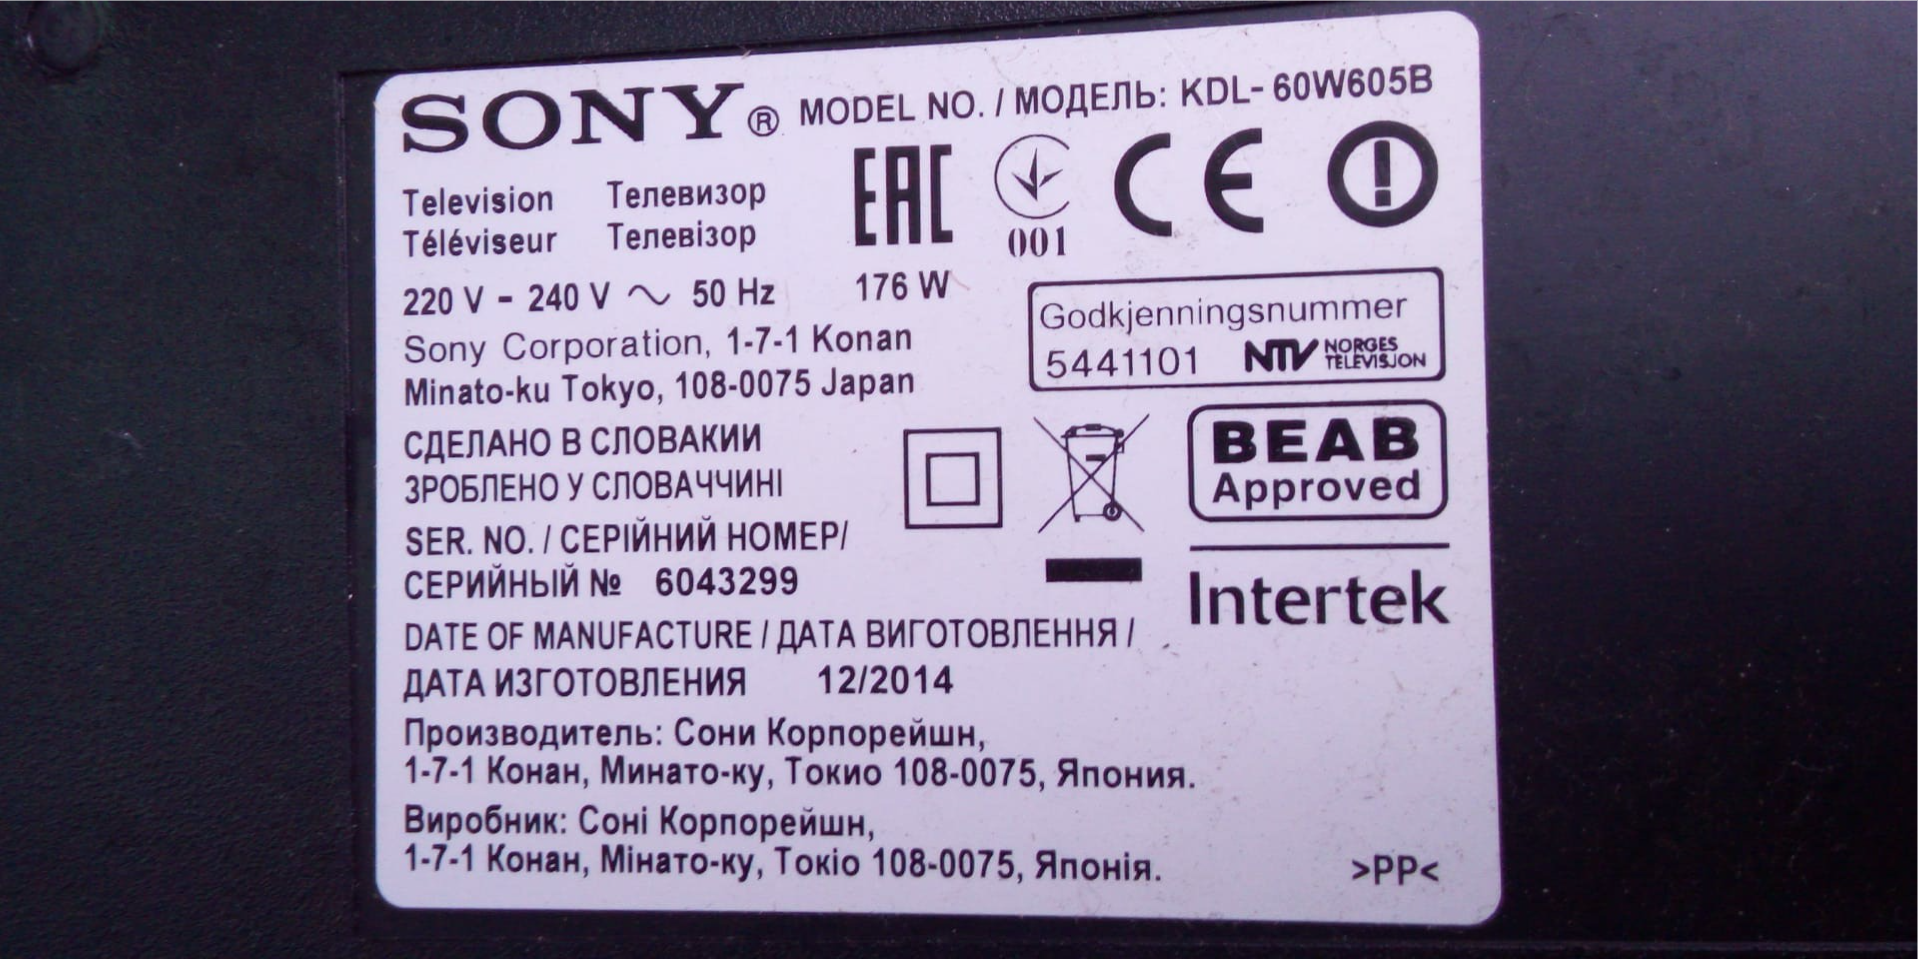 SONY® MODEL NO. / МОДЕЛЬ: KDL- 60W605B
Television Телевизор
Téléviseur Телевізор
EAC
001
CE
220 V - 240 V ~ 50 Hz 176 W
Sony Corporation, 1-7-1 Konan
Minato-ku Tokyo, 108-0075 Japan
Godkjenningsnummer
5441101 NTV NORGES TELEVISJON
СДЕЛАНО В СЛОВАКИИ
ЗРОБЛЕНО У СЛОВАЧЧИНІ
BEAB
Approved
Intertek
SER. NO. / СЕРІЙНИЙ НОМЕР/
СЕРИЙНЫЙ № 6043299
DATE OF MANUFACTURE / ДАТА ВИГОТОВЛЕННЯ /
ДАТА ИЗГОТОВЛЕНИЯ 12/2014
Производитель: Сони Корпорейшн,
1-7-1 Конан, Минато-ку, Токио 108-0075, Япония.
Виробник: Соні Корпорейшн,
1-7-1 Конан, Мінато-ку, Токіо 108-0075, Японія.
>PP<